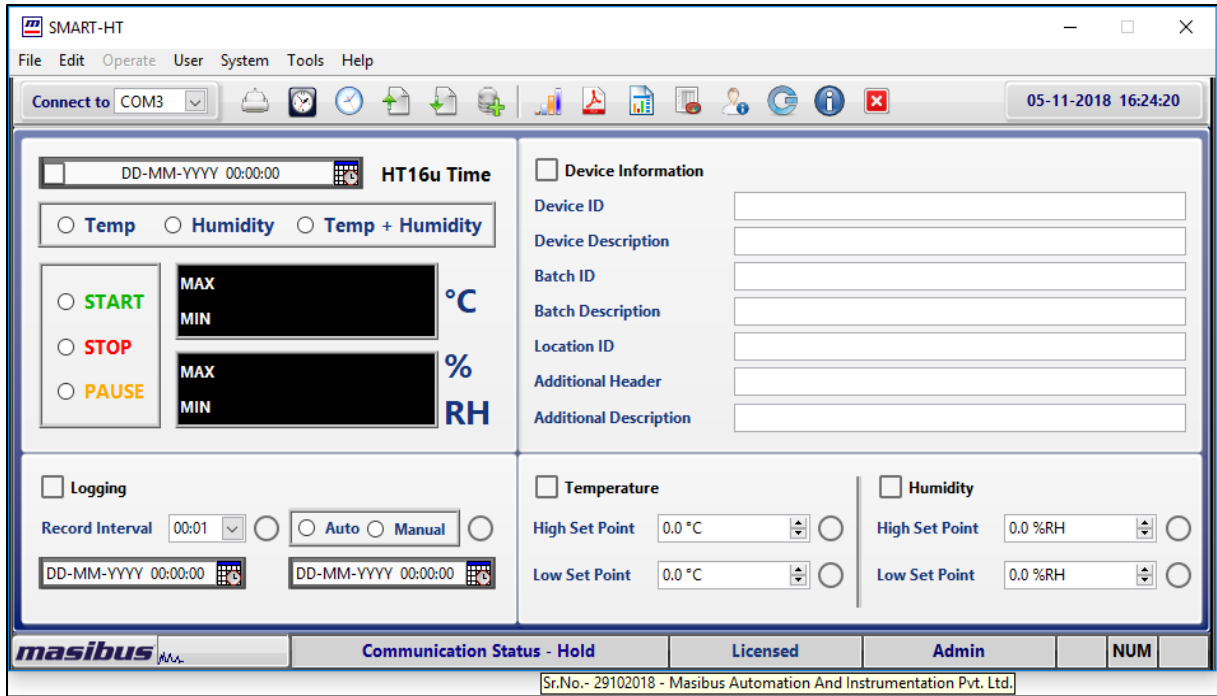 SMART-HT
File Edit Operate User System Tools Help
Connect to COM3 05-11-2018 16:24:20
DD-MM-YYYY 00:00:00 HT16u Time
Temp Humidity Temp + Humidity
START
STOP
PAUSE
MAX
MIN
°C
MAX
MIN
%
RH
Device Information
Device ID
Device Description
Batch ID
Batch Description
Location ID
Additional Header
Additional Description
Logging
Record Interval 00:01 Auto Manual
DD-MM-YYYY 00:00:00 DD-MM-YYYY 00:00:00
Temperature
High Set Point 0.0 °C
Low Set Point 0.0 °C
Humidity
High Set Point 0.0 %RH
Low Set Point 0.0 %RH
masibus Communication Status - Hold Licensed Admin NUM
Sr.No.- 29102018 - Masibus Automation And Instrumentation Pvt. Ltd.